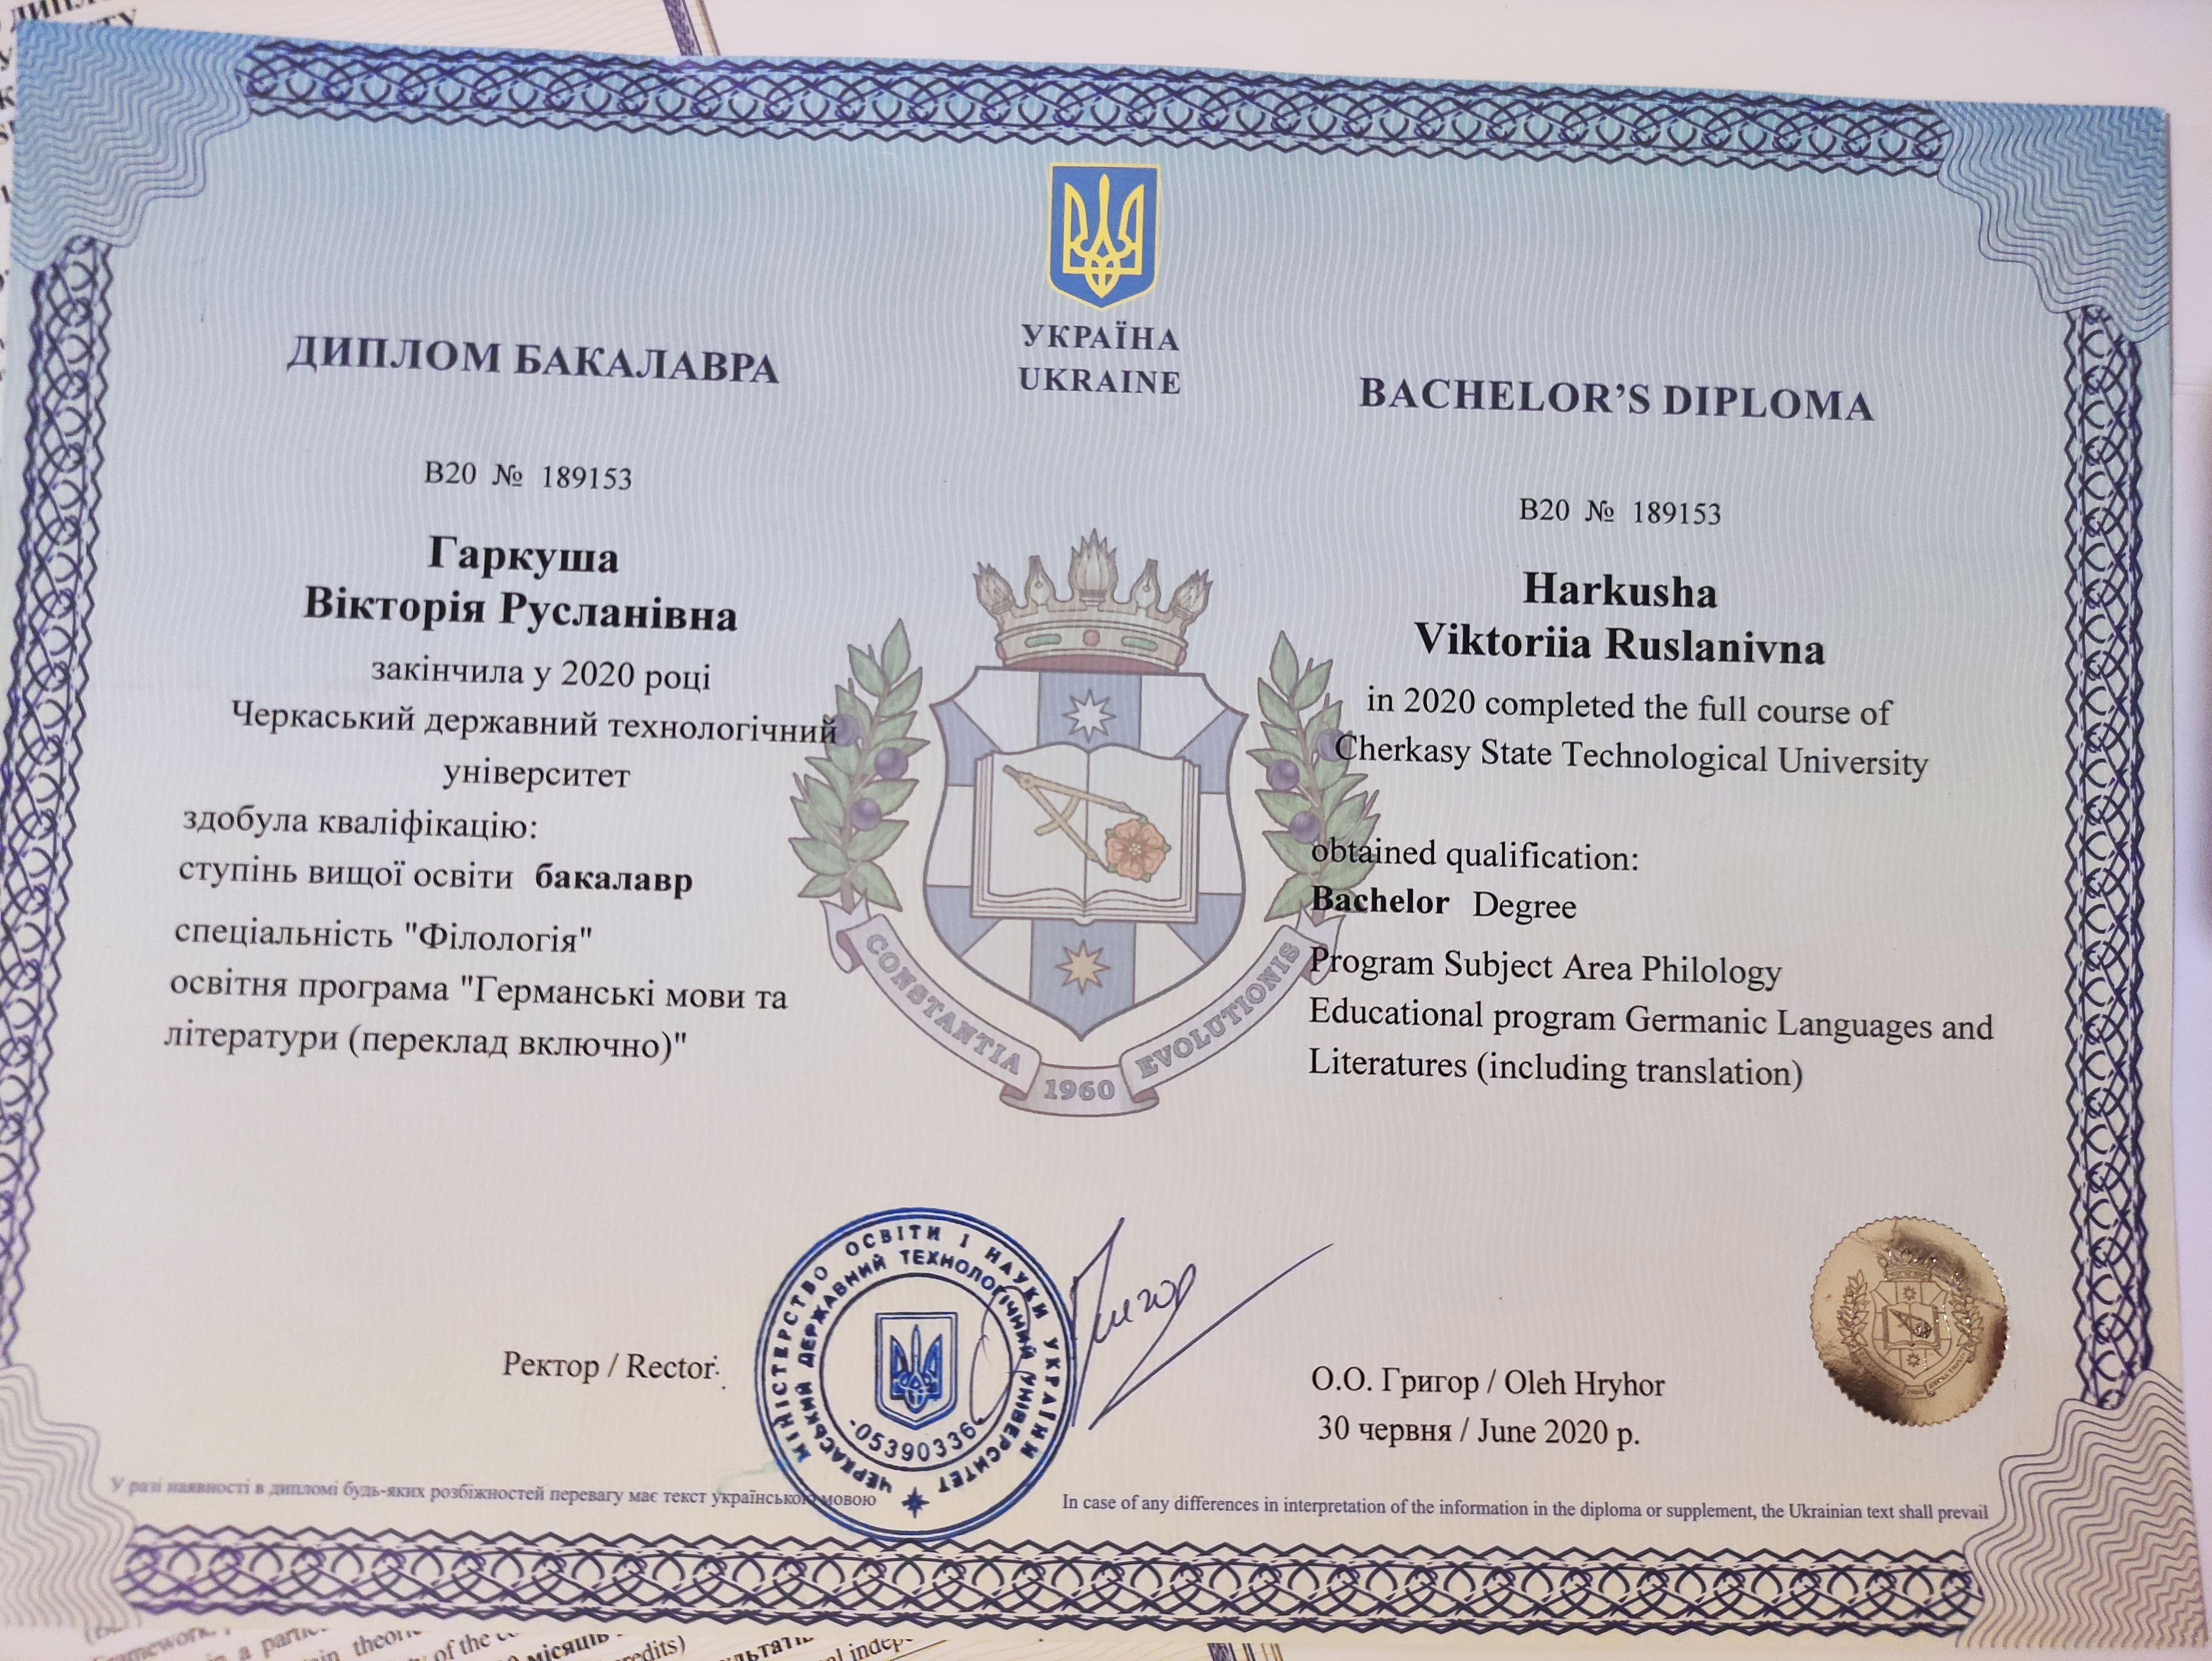 УКРАЇНА
UKRAINE
ДИПЛОМ БАКАЛАВРА
B20 № 189153
Гаркуша
Вікторія Русланівна
закінчила у 2020 році
Черкаський державний технологічний
університет
здобула кваліфікацію:
ступінь вищої освіти бакалавр
спеціальність "Філологія"
освітня програма "Германські мови та
літератури (переклад включно)"
BACHELOR’S DIPLOMA
B20 № 189153
Harkusha
Viktoriia Ruslanivna
in 2020 completed the full course of
Cherkasy State Technological University
obtained qualification:
Bachelor Degree
Program Subject Area Philology
Educational program Germanic Languages and
Literatures (including translation)
CONSTANTIA
1960
EVOLUTIONIS
Ректор / Rector:
МІНІСТЕРСТВО ОСВІТИ І НАУКИ УКРАЇНИ
ЧЕРКАСЬКИЙ ДЕРЖАВНИЙ ТЕХНОЛОГІЧНИЙ УНІВЕРСИТЕТ
05390336
О.О. Григор / Oleh Hryhor
30 червня / June 2020 р.
У разі наявності в дипломі будь-яких розбіжностей перевагу має текст українською мовою
In case of any differences in interpretation of the information in the diploma or supplement, the Ukrainian text shall prevail
in a
theor
of the
місяців
redits)